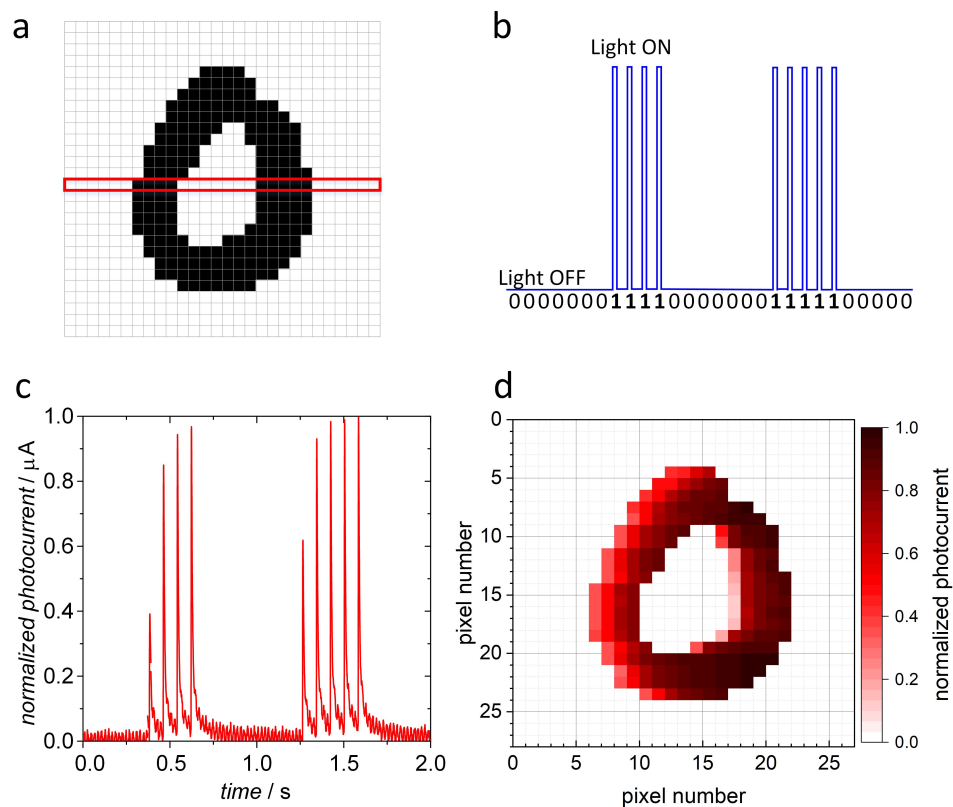 a
b
Light ON
Light OFF
0000000111100000001111100000
c
normalized photocurrent / μA
1.0
0.8
0.6
0.4
0.2
0.0
0.0 0.5 1.0 1.5 2.0
time / s
d
pixel number
0
5
10
15
20
25
0 5 10 15 20 25
pixel number
1.0
0.8
0.6
0.4
0.2
0.0
normalized photocurrent